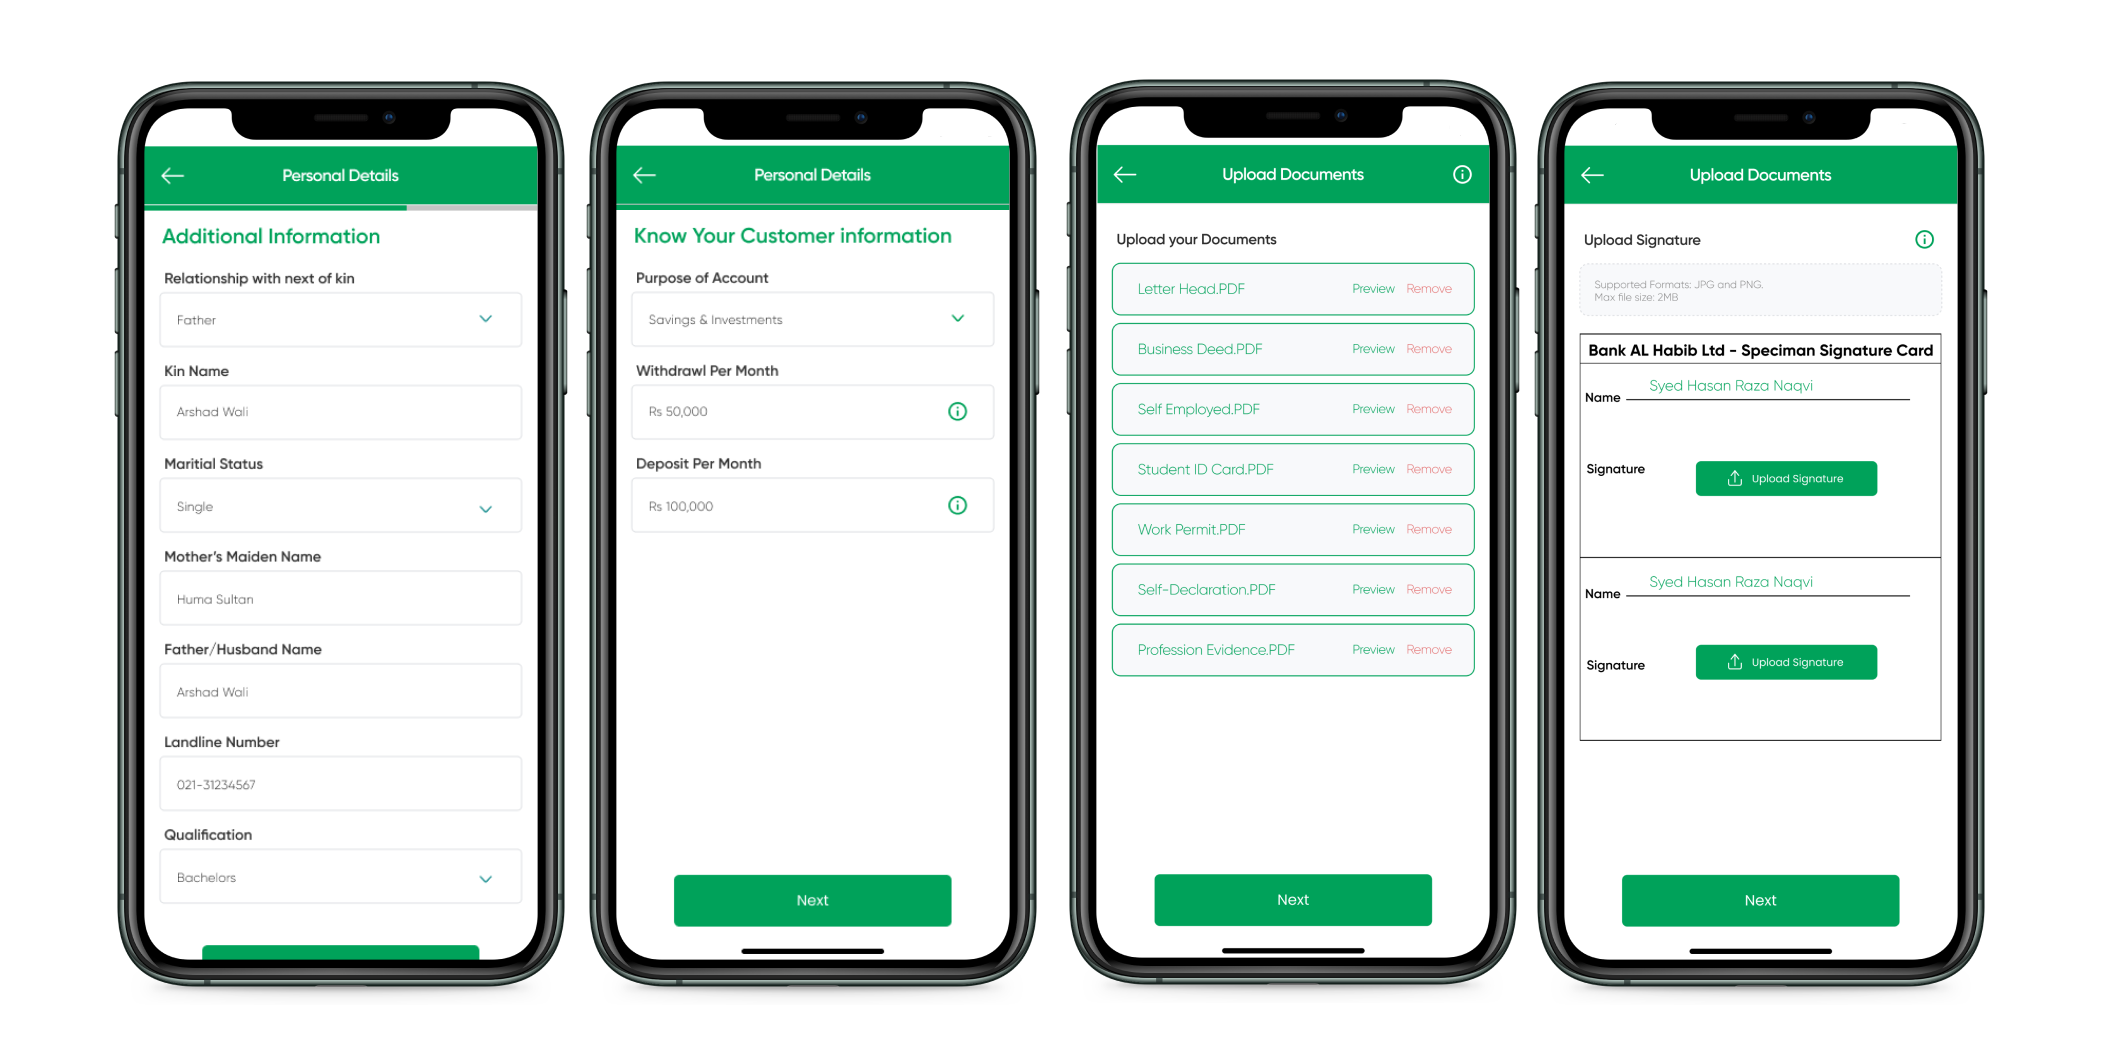 Personal Details
Additional Information
Relationship with next of kin
Father
Kin Name
Arshad Wali
Maritial Status
Single
Mother's Maiden Name
Huma Sultan
Father/Husband Name
Arshad Wali
Landline Number
021-31234567
Qualification
Bachelors
Personal Details
Know Your Customer information
Purpose of Account
Savings & Investments
Withdrawl Per Month
Rs 50,000
Deposit Per Month
Rs 100,000
Next
Upload Documents
Upload your Documents
Letter Head.PDF Preview Remove
Business Deed.PDF Preview Remove
Self Employed.PDF Preview Remove
Student ID Card.PDF Preview Remove
Work Permit.PDF Preview Remove
Self-Declaration.PDF Preview Remove
Profession Evidence.PDF Preview Remove
Next
Upload Documents
Upload Signature
Supported Formats: JPG and PNG.
Max file size: 2MB
Bank AL Habib Ltd - Speciman Signature Card
Name Syed Hasan Raza Naqvi
Signature Upload Signature
Name Syed Hasan Raza Naqvi
Signature Upload Signature
Next